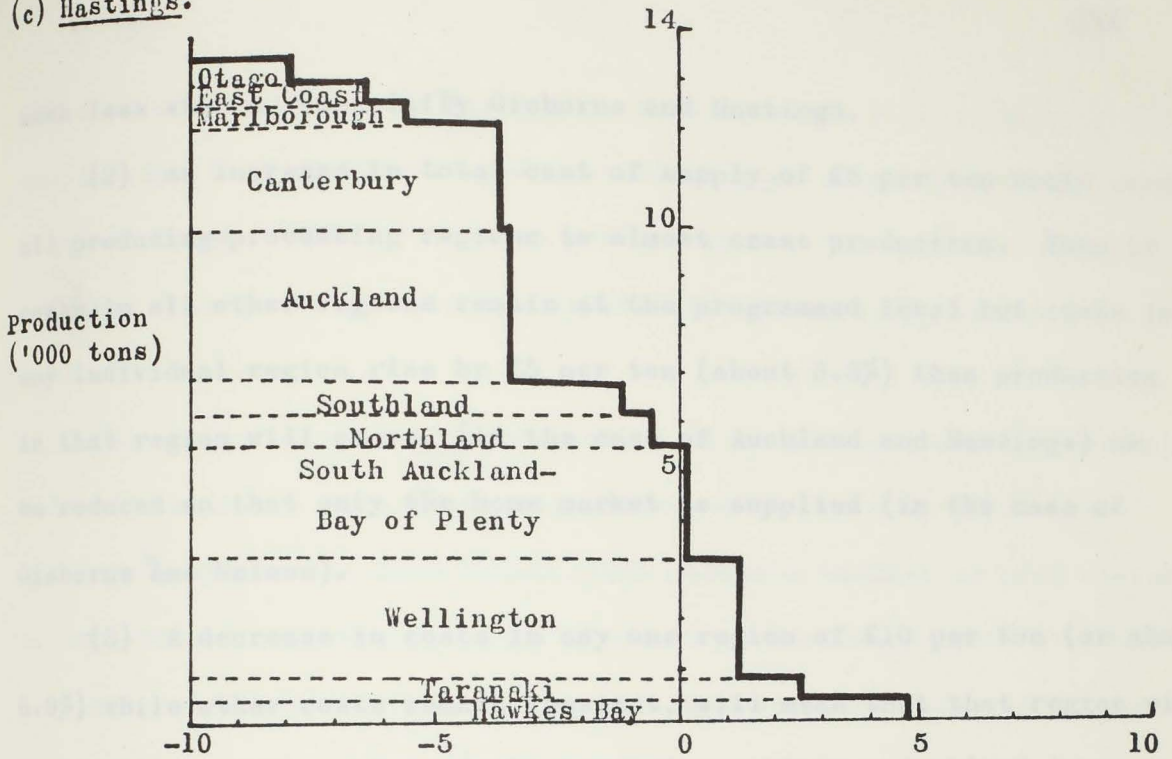 (c) Hastings.
14
Otago
East Coast
Marlborough
Canterbury
10
Auckland
Production
('000 tons)
Southland
Northland
5
South Auckland-
Bay of Plenty
Wellington
Taranaki
Hawkes Bay
-10
-5
0
5
10